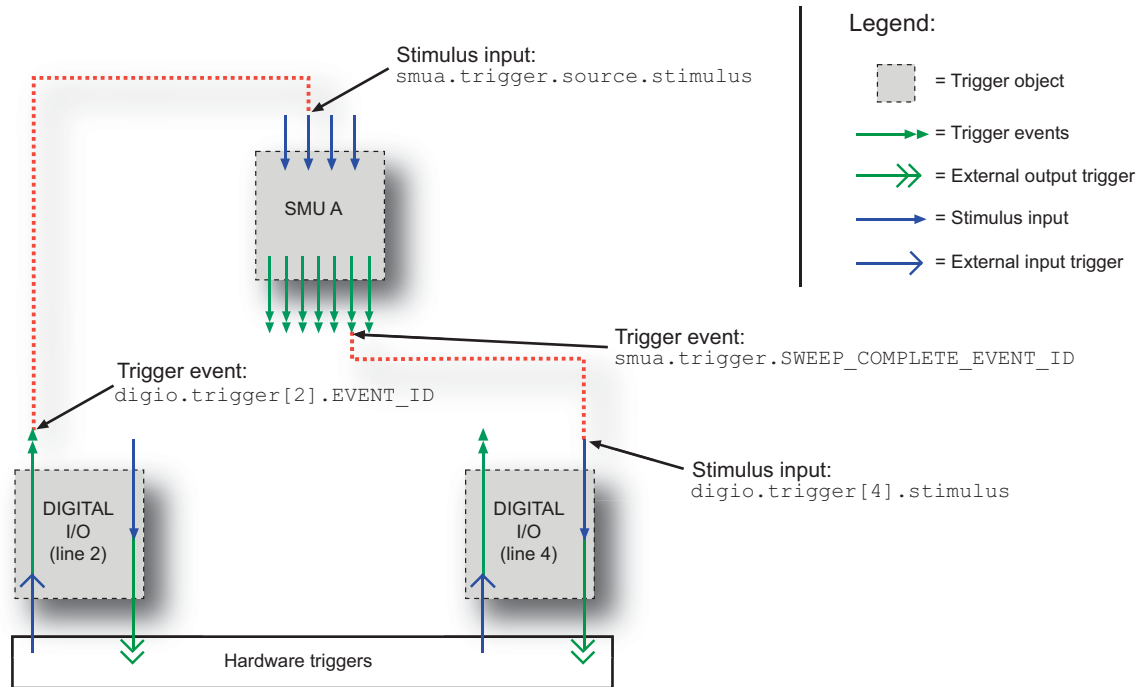 Legend:
Stimulus input:
smua.trigger.source.stimulus
= Trigger object
= Trigger events
= External output trigger
SMU A
= Stimulus input
= External input trigger
Trigger event:
smua.trigger.SWEEP_COMPLETE_EVENT_ID
Trigger event:
digio.trigger[2].EVENT_ID
Stimulus input:
digio.trigger[4].stimulus
DIGITAL
I/O
(line 2)
DIGITAL
I/O
(line 4)
Hardware triggers